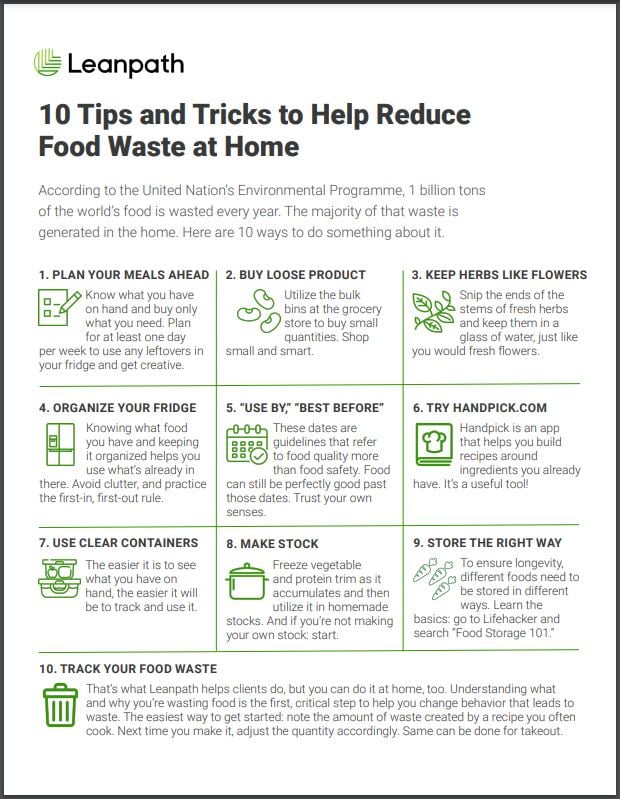 Leanpath
10 Tips and Tricks to Help Reduce
Food Waste at Home
According to the United Nation's Environmental Programme, 1 billion tons
of the world's food is wasted every year. The majority of that waste is
generated in the home. Here are 10 ways to do something about it.
1. PLAN YOUR MEALS AHEAD
Know what you have
on hand and buy only
what you need. Plan
for at least one day
per week to use any leftovers in
your fridge and get creative.
2. BUY LOOSE PRODUCT
Utilize the bulk
bins at the grocery
store to buy small
quantities. Shop
small and smart.
3. KEEP HERBS LIKE FLOWERS
Snip the ends of the
stems of fresh herbs
and keep them in a
glass of water, just like
you would fresh flowers.
4. ORGANIZE YOUR FRIDGE
Knowing what food
you have and keeping
it organized helps you
use what's already in
there. Avoid clutter, and practice
the first-in, first-out rule.
5. "USE BY," "BEST BEFORE"
These dates are
guidelines that refer
to food quality more
than food safety. Food
can still be perfectly good past
those dates. Trust your own
senses.
6. TRY HANDPICK.COM
Handpick is an app
that helps you build
recipes around
ingredients you already
have. It's a useful tool!
7. USE CLEAR CONTAINERS
The easier it is to see
what you have on
hand, the easier it will
be to track and use it.
8. MAKE STOCK
Freeze vegetable
and protein trim as it
accumulates and then
utilize it in homemade
stocks. And if you're not making
your own stock: start.
9. STORE THE RIGHT WAY
To ensure longevity,
different foods need to
be stored in different
ways. Learn the
basics: go to Lifehacker and
search "Food Storage 101."
10. TRACK YOUR FOOD WASTE
That's what Leanpath helps clients do, but you can do it at home, too. Understanding what
and why you're wasting food is the first, critical step to help you change behavior that leads to
waste. The easiest way to get started: note the amount of waste created by a recipe you often
cook. Next time you make it, adjust the quantity accordingly. Same can be done for takeout.